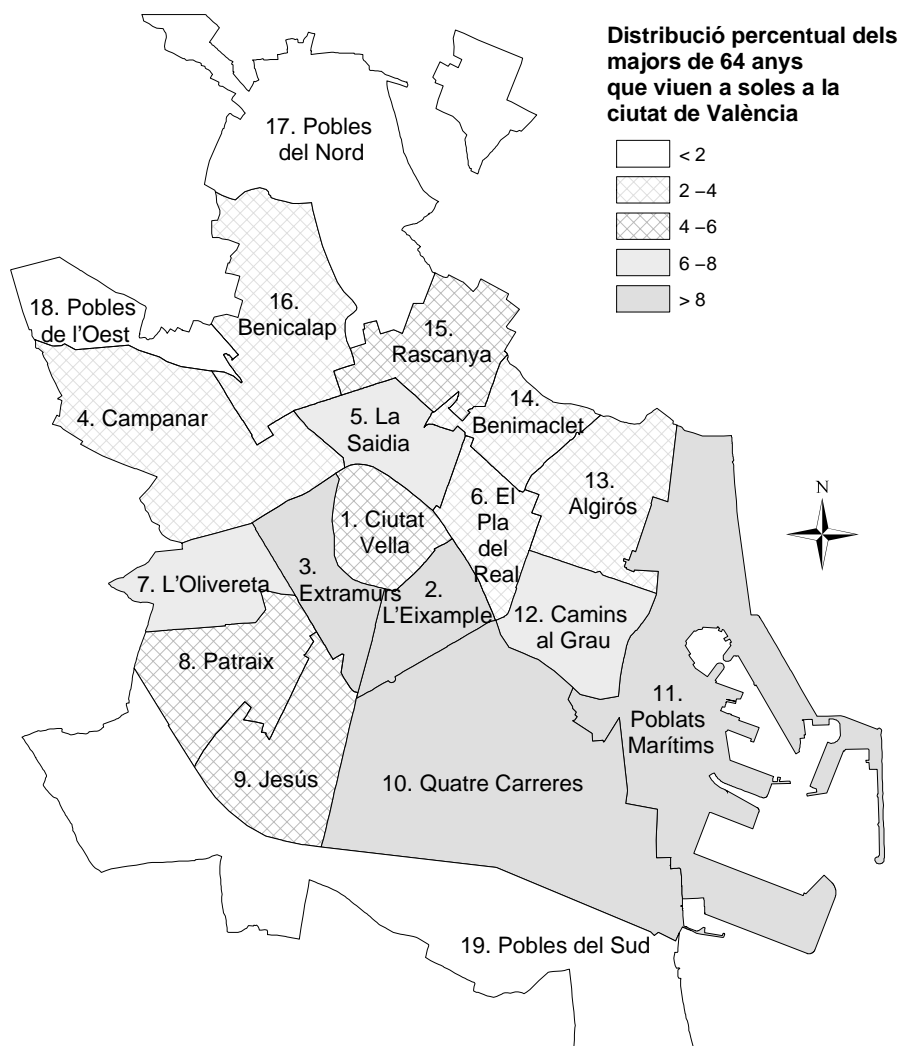 Distribució percentual dels
majors de 64 anys
que viuen a soles a la
ciutat de València
< 2
2 –4
4 –6
6 –8
> 8
17. Pobles
del Nord
18. Pobles
de l'Oest
16.
Benicalap
15.
Rascanya
4. Campanar
5. La
Saidia
14.
Benimaclet
13.
Algirós
N
1. Ciutat
Vella
6. El
Pla
del
Real
7. L'Olivereta
3.
Extramurs
2.
L'Eixample
12. Camins
al Grau
8. Patraix
11.
Poblats
Marítims
9. Jesús
10. Quatre Carreres
19. Pobles del Sud